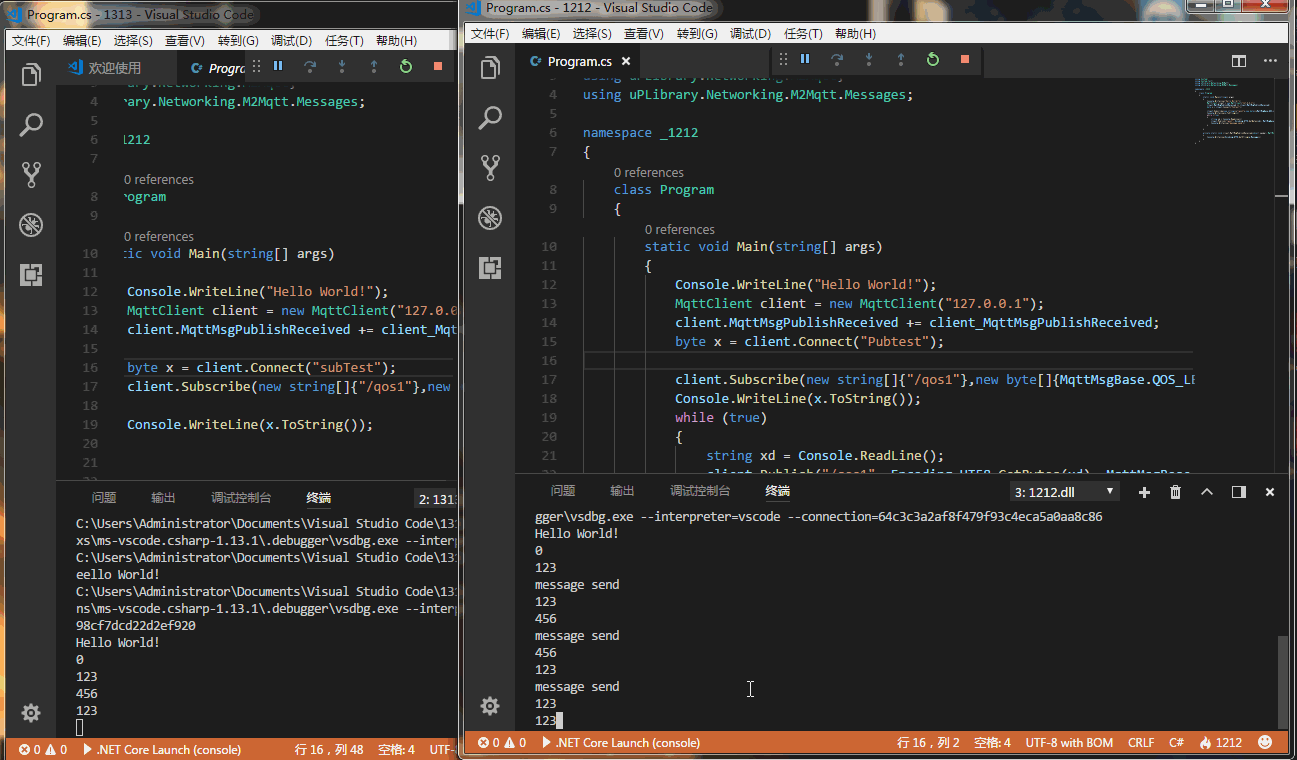 Program.cs - 1313 - Visual Studio Code
文件(F) 编辑(E) 选择(S) 查看(V) 转到(G) 调试(D) 任务(T) 帮助(H)
欢迎使用
Progra
4 rary.Networking.M2Mqtt.Messages;
5
6 1212
7
0 references
8 rogram
9
0 references
10 tic void Main(string[] args)
11
12 Console.WriteLine("Hello World!");
13 MqttClient client = new MqttClient("127.0.0
14 client.MqttMsgPublishReceived += client_Mqt
15
16 byte x = client.Connect("subTest");
17 client.Subscribe(new string[]{"/qos1"},new
18
19 Console.WriteLine(x.ToString());
20
21
问题 输出 调试控制台 终端 2: 1313
C:\Users\Administrator\Documents\Visual Studio Code\131
xs\ms-vscode.csharp-1.13.1\.debugger\vsdbg.exe --interp
C:\Users\Administrator\Documents\Visual Studio Code\131
eello World!
C:\Users\Administrator\Documents\Visual Studio Code\131
ns\ms-vscode.csharp-1.13.1\.debugger\vsdbg.exe --interp
98cf7dcd22d2ef920
Hello World!
0
123
456
123
0 0 .NET Core Launch (console) 行 16，列 48 空格: 4 UTF-
Program.cs - 1212 - Visual Studio Code
文件(F) 编辑(E) 选择(S) 查看(V) 转到(G) 调试(D) 任务(T) 帮助(H)
Program.cs
4 using uPLibrary.Networking.M2Mqtt.Messages;
5
6 namespace _1212
7 {
0 references
8 class Program
9 {
0 references
10 static void Main(string[] args)
11 {
12 Console.WriteLine("Hello World!");
13 MqttClient client = new MqttClient("127.0.0.1");
14 client.MqttMsgPublishReceived += client_MqttMsgPublishReceived;
15 byte x = client.Connect("Pubtest");
16
17 client.Subscribe(new string[]{"/qos1"},new byte[]{MqttMsgBase.QOS_LE
18 Console.WriteLine(x.ToString());
19 while (true)
20 {
21 string xd = Console.ReadLine();
问题 输出 调试控制台 终端 3: 1212.dll
gger\vsdbg.exe --interpreter=vscode --connection=64c3c3a2af8f479f93c4eca5a0aa8c86
Hello World!
0
123
message send
123
456
message send
456
123
message send
123
123
0 0 .NET Core Launch (console) 行 16，列 2 空格: 4 UTF-8 with BOM CRLF C# 1212